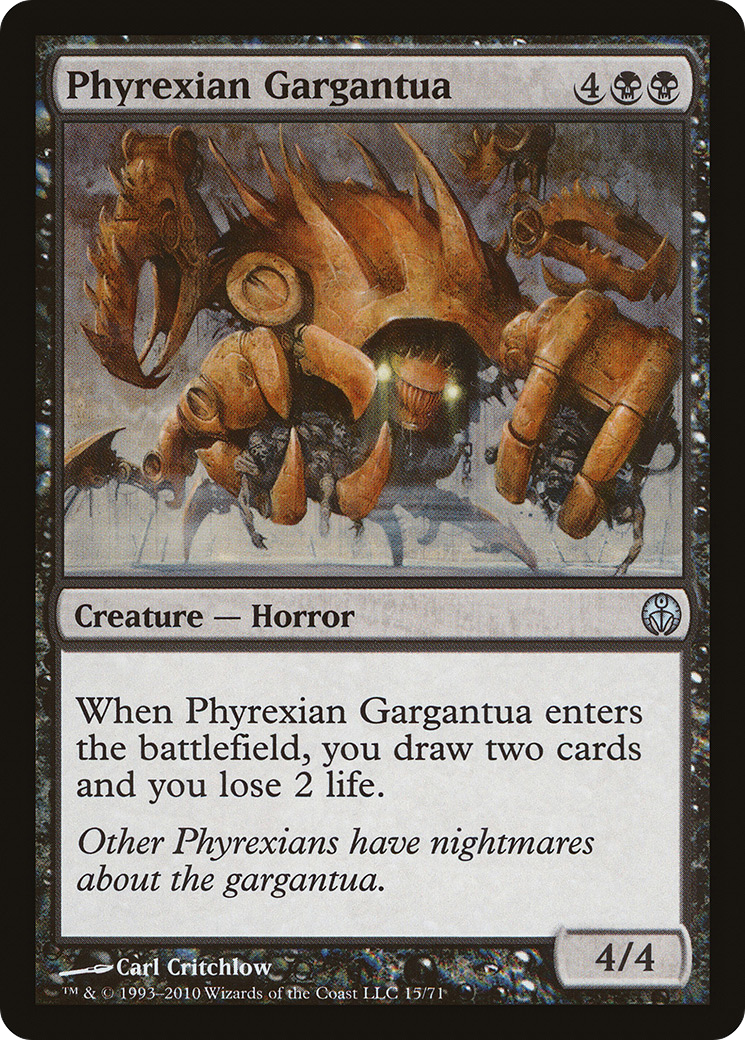 Phyrexian Gargantua 4
Creature — Horror
When Phyrexian Gargantua enters
the battlefield, you draw two cards
and you lose 2 life.
Other Phyrexians have nightmares
about the gargantua.
4/4
Carl Critchlow
™ & © 1993–2010 Wizards of the Coast LLC 15/71